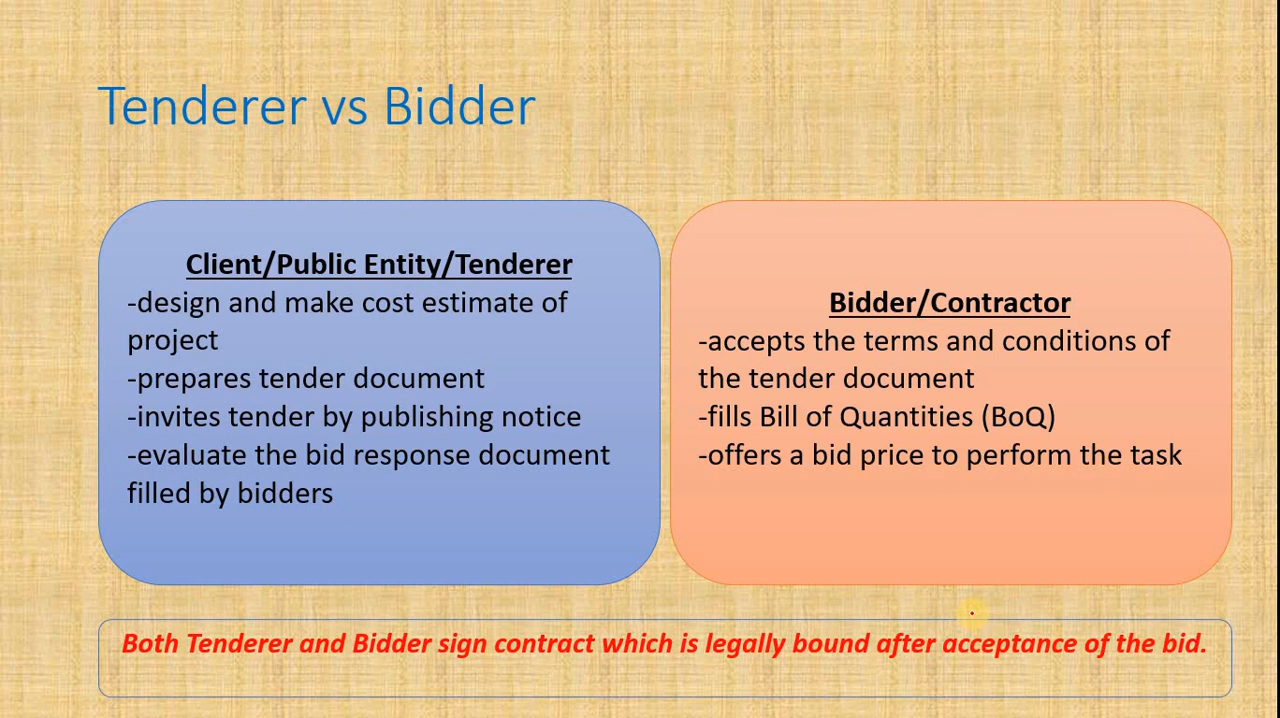 Tenderer vs Bidder
Client/Public Entity/Tenderer
-design and make cost estimate of
project
-prepares tender document
-invites tender by publishing notice
-evaluate the bid response document
filled by bidders
Bidder/Contractor
-accepts the terms and conditions of
the tender document
-fills Bill of Quantities (BoQ)
-offers a bid price to perform the task
Both Tenderer and Bidder sign contract which is legally bound after acceptance of the bid.